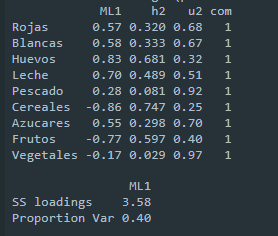 ML1 h2 u2 com
Rojas 0.57 0.320 0.68 1
Blancas 0.58 0.333 0.67 1
Huevos 0.83 0.681 0.32 1
Leche 0.70 0.489 0.51 1
Pescado 0.28 0.081 0.92 1
Cereales -0.86 0.747 0.25 1
Azucares 0.55 0.298 0.70 1
Frutos -0.77 0.597 0.40 1
Vegetales -0.17 0.029 0.97 1
ML1
SS loadings 3.58
Proportion Var 0.40